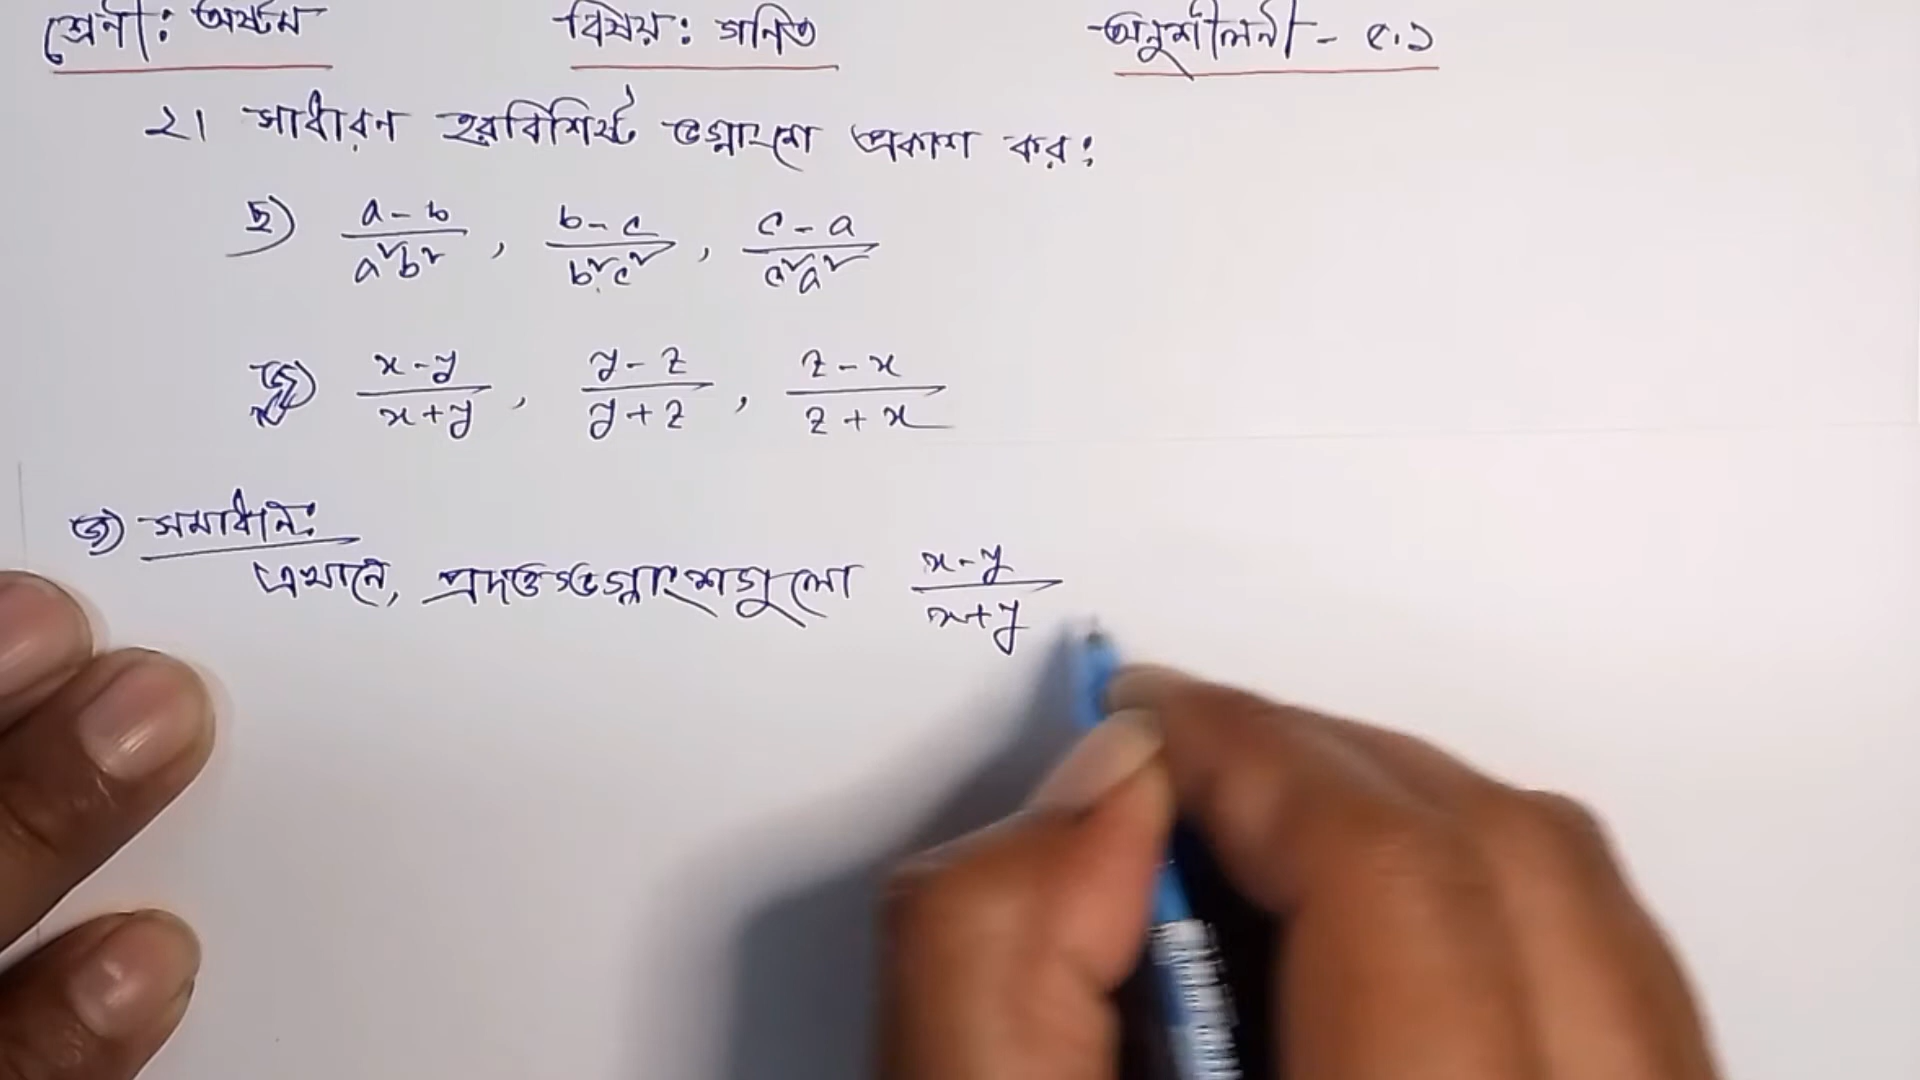 শ্রেণী: অষ্টম বিষয়: গনিত অনুশীলনী - ৫.১
২। সাধারণ হরবিশিষ্ট ভগ্নাংশে প্রকাশ কর:
ছ) a-b/a²b² , b-c/b²c² , c-a/c²a²
জ) x-y/x+y , y-z/y+z , z-x/z+x
জ) সমাধান:
এখানে, প্রদত্ত ভগ্নাংশগুলো x-y/x+y